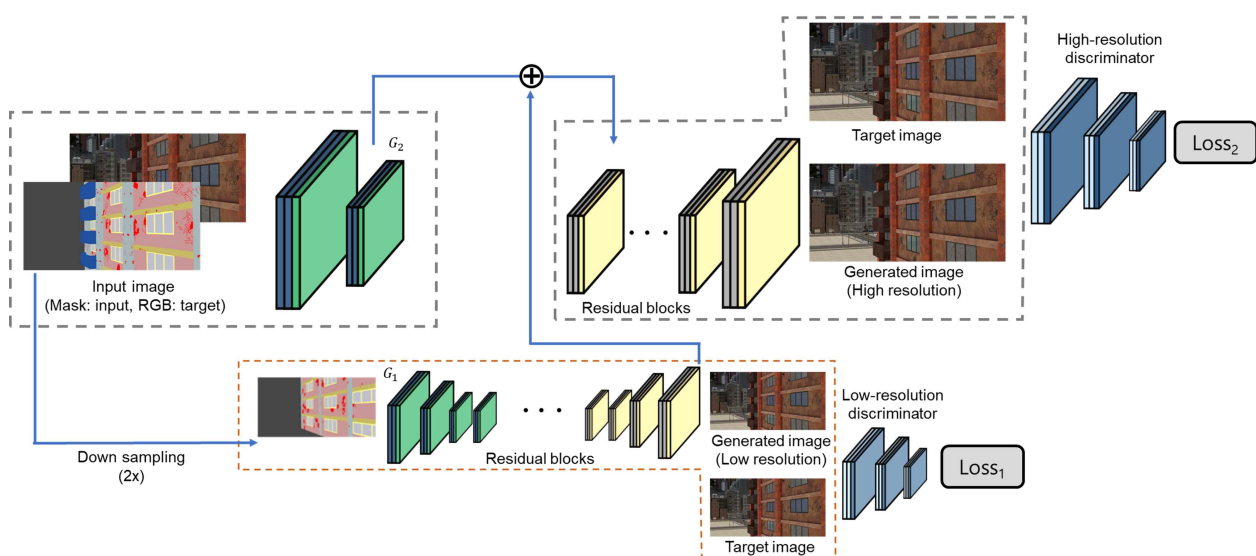 High-resolution
discriminator
Loss₂
Target image
G₂
Input image
(Mask: input, RGB: target)
Generated image
(High resolution)
Residual blocks
G₁
Low-resolution
discriminator
Loss₁
Generated image
(Low resolution)
Down sampling
(2x)
Residual blocks
Target image